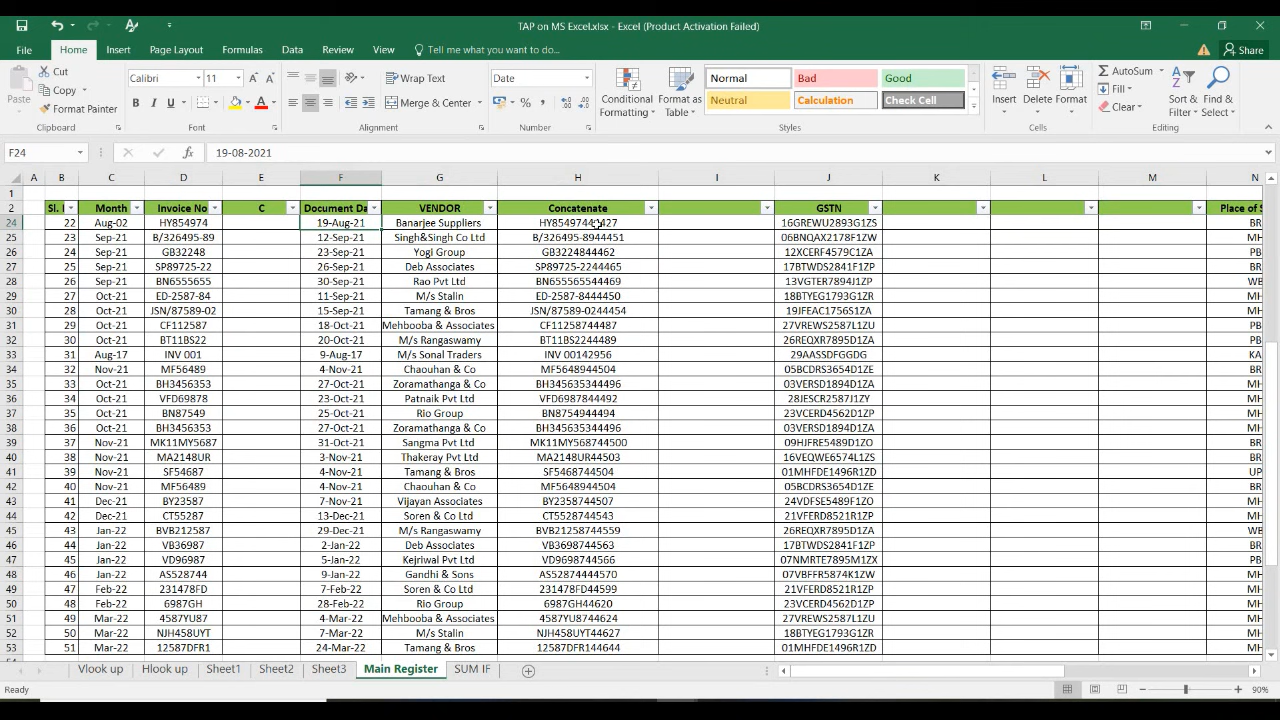 TAP on MS Excel.xlsx - Excel (Product Activation Failed)
File Home Insert Page Layout Formulas Data Review View Tell me what you want to do... Share
Paste Cut Copy Format Painter Clipboard
Calibri 11 B I U A Font
Wrap Text Merge & Center Alignment
Date % , Number
Conditional Formatting Format as Table
Normal Bad Good
Neutral Calculation Check Cell
Styles
Insert Delete Format Cells
AutoSum Fill Clear Sort & Filter Find & Select Editing
F24 fx 19-08-2021
A B C D E F G H I J K L M N
1
2 Sl. Month Invoice No C Document Da VENDOR Concatenate GSTN Place of S
24 22 Aug-02 HY854974 19-Aug-21 Banarjee Suppliers HY85497444427 16GREWU2893G1ZS BR
25 23 Sep-21 B/326495-89 12-Sep-21 Singh&Singh Co Ltd B/326495-8944451 06BNQAX2178F1ZW MH
26 24 Sep-21 GB32248 23-Sep-21 Yogi Group GB3224844462 12XCERF4579C1ZA PB
27 25 Sep-21 SP89725-22 26-Sep-21 Deb Associates SP89725-2244465 17BTWDS2841F1ZP BR
28 26 Sep-21 BN6555655 30-Sep-21 Rao Pvt Ltd BN655565544469 13VGTER7894J1ZP WB
29 27 Oct-21 ED-2587-84 11-Sep-21 M/s Stalin ED-2587-8444450 18BTYEG1793G1ZA MH
30 28 Oct-21 JSN/87589-02 15-Sep-21 Tamang & Bros JSN/87589-0244454 19JFEAC1756S1ZA MH
31 29 Oct-21 CF112587 18-Oct-21 Mehbooba & Associates CF11258744487 27VREWS2587L1ZU PB
32 30 Oct-21 BT11BS22 20-Oct-21 M/s Rangaswamy BT11BS2244489 26REQXR7895D1ZA PB
33 31 Aug-17 INV 001 9-Aug-17 M/s Sonal Traders INV 00142956 29AASSDFGGDG KA
34 32 Nov-21 MF56489 4-Nov-21 Chaouhan & Co MF5648944504 05BCDRS3654D1ZE BR
35 33 Oct-21 BH3456353 27-Oct-21 Zoramathanga & Co BH345635344496 03VERSD1894D1ZA MH
36 34 Oct-21 VFD69878 23-Oct-21 Patnaik Pvt Ltd VFD6987844492 28JESCR2587J1ZY MH
37 35 Oct-21 BN87549 25-Oct-21 Rio Group BN8754944494 23VCERD4562D1ZP MH
38 36 Oct-21 BH3456353 27-Oct-21 Zoramathanga & Co BH345635344496 03VERSD1894D1ZA MH
39 37 Nov-21 MK11MY5687 31-Oct-21 Sangma Pvt Ltd MK11MY568744500 09HJFRE5489D1ZO MH
40 38 Nov-21 MA2148UR 3-Nov-21 Thakeray Pvt Ltd MA2148UR44503 16VEQWE6574L1ZS BR
41 39 Nov-21 SF54687 4-Nov-21 Tamang & Bros SF5468744504 01MHFDE1496R1ZD UP
42 40 Nov-21 MF56489 4-Nov-21 Chaouhan & Co MF5648944504 05BCDRS3654D1ZE BR
43 41 Dec-21 BY23587 7-Nov-21 Vijayan Associates BY2358744507 24VDFSE5489F1ZO MH
44 42 Dec-21 CT55287 13-Dec-21 Soren & Co Ltd CT5528744543 21VFERD8521R1ZP MH
45 43 Jan-22 BVB212587 29-Dec-21 M/s Rangaswamy BVB21258744559 26REQXR7895D1ZA BR
46 44 Jan-22 VB36987 2-Jan-22 Deb Associates VB3698744563 17BTWDS2841F1ZP BR
47 45 Jan-22 VD96987 5-Jan-22 Kejriwal Pvt Ltd VD9698744566 07NMRTE7895M1ZX PB
48 46 Jan-22 AS528744 9-Jan-22 Gandhi & Sons AS52874444570 07VBFFR5874K1ZW MH
49 47 Feb-22 231478FD 7-Feb-22 Soren & Co Ltd 231478FD44599 21VFERD8521R1ZP MH
50 48 Feb-22 6987GH 28-Feb-22 Rio Group 6987GH44620 23VCERD4562D1ZP MH
51 49 Mar-22 4587YU87 4-Mar-22 Mehbooba & Associates 4587YU8744624 27VREWS2587L1ZU MH
52 50 Mar-22 NJH458UYT 7-Mar-22 M/s Stalin NJH458UYT44627 18BTYEG1793G1ZA MH
53 51 Mar-22 12587DFR1 24-Mar-22 Tamang & Bros 12587DFR144644 01MHFDE1496R1ZD MH
Vlook up Hlook up Sheet1 Sheet2 Sheet3 Main Register SUM IF
Ready 90%